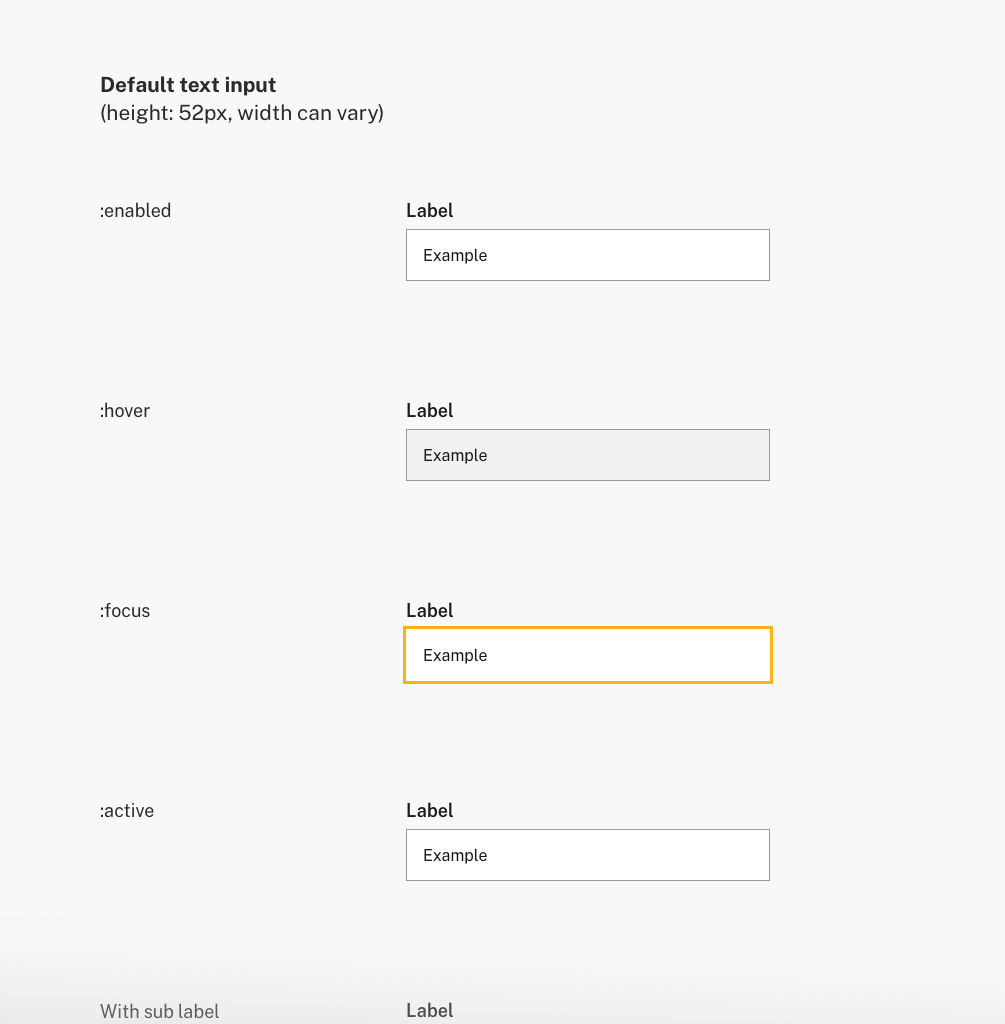 Default text input
(height: 52px, width can vary)
:enabled
Label
Example
:hover
Label
Example
:focus
Label
Example
:active
Label
Example
With sub label
Label